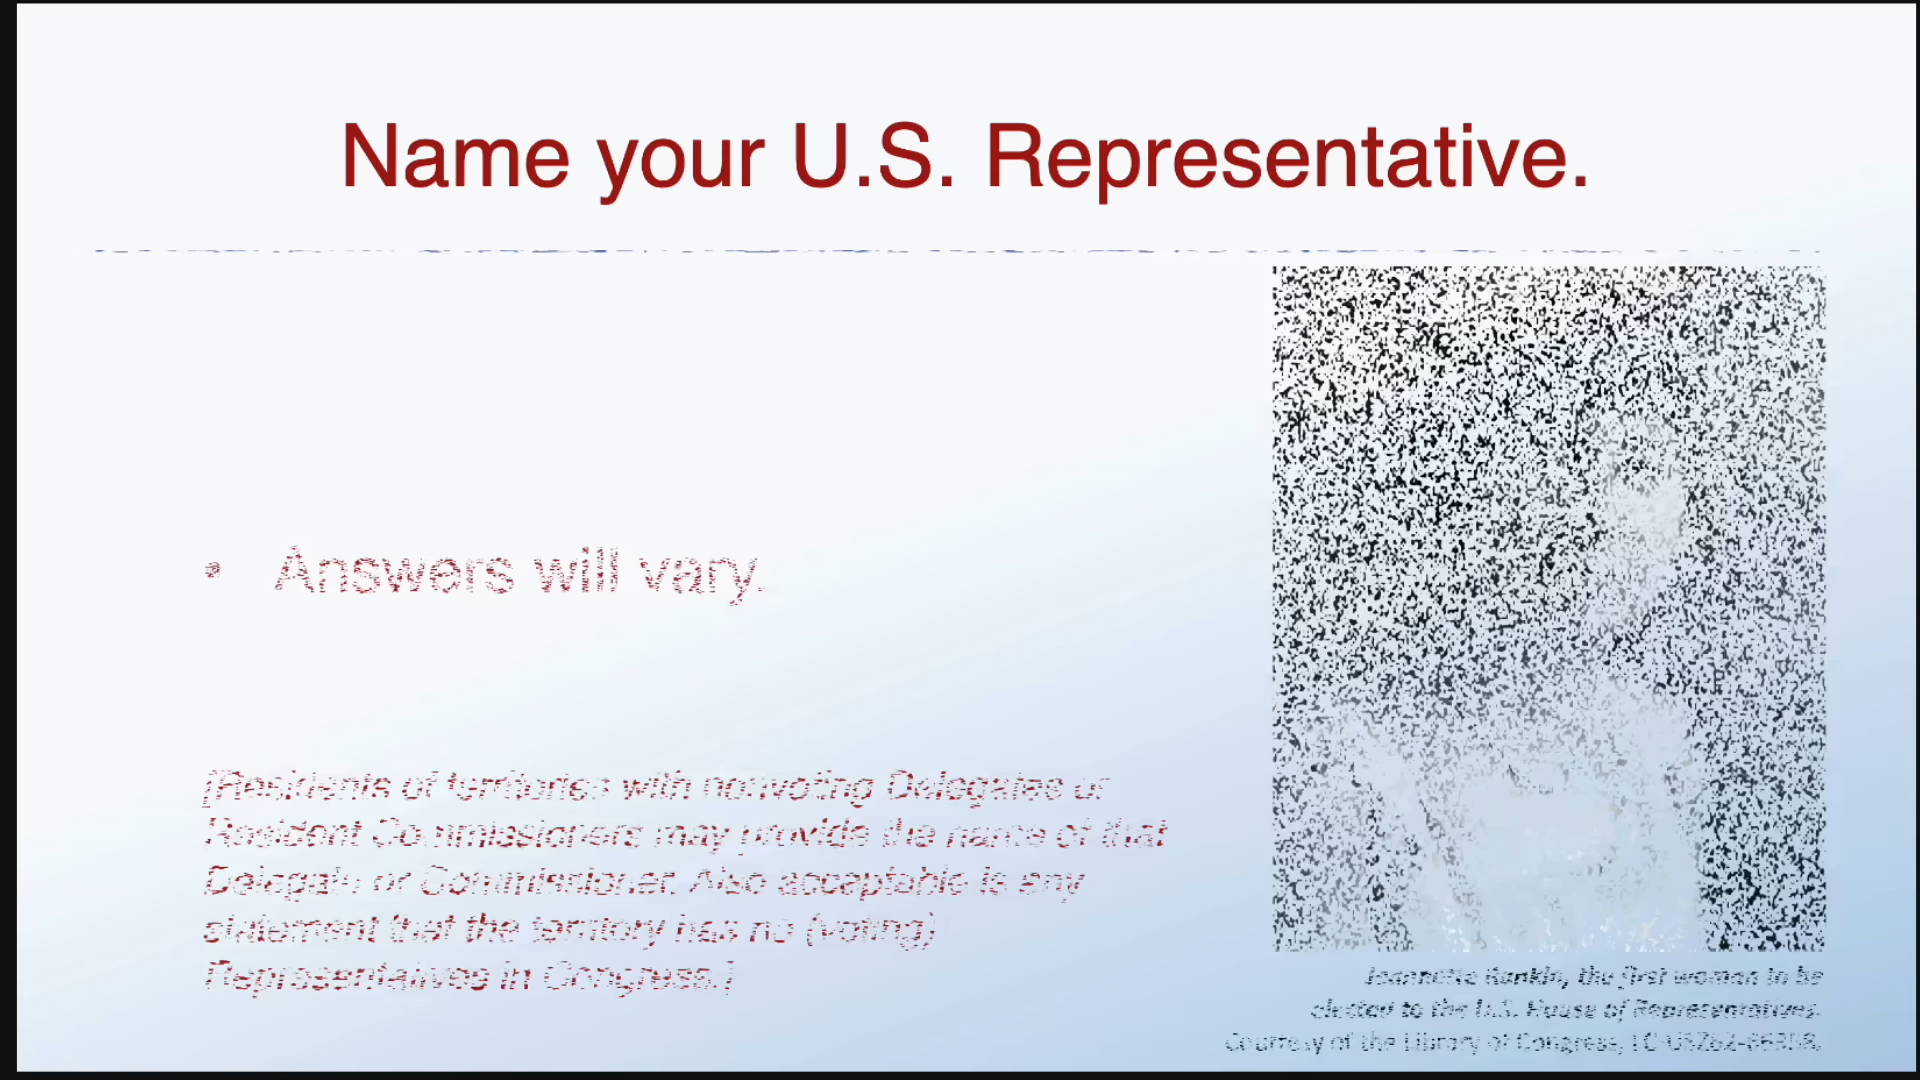 Name your U.S. Representative.
• Answers will vary.
[Residents of territories with nonvoting Delegates or
Resident Commissioners may provide the name of that
Delegate or Commissioner. Also acceptable is any
statement that the territory has no (voting)
Representatives in Congress.]
Jeannette Rankin, the first woman to be
elected to the U.S. House of Representatives.
Courtesy of the Library of Congress,